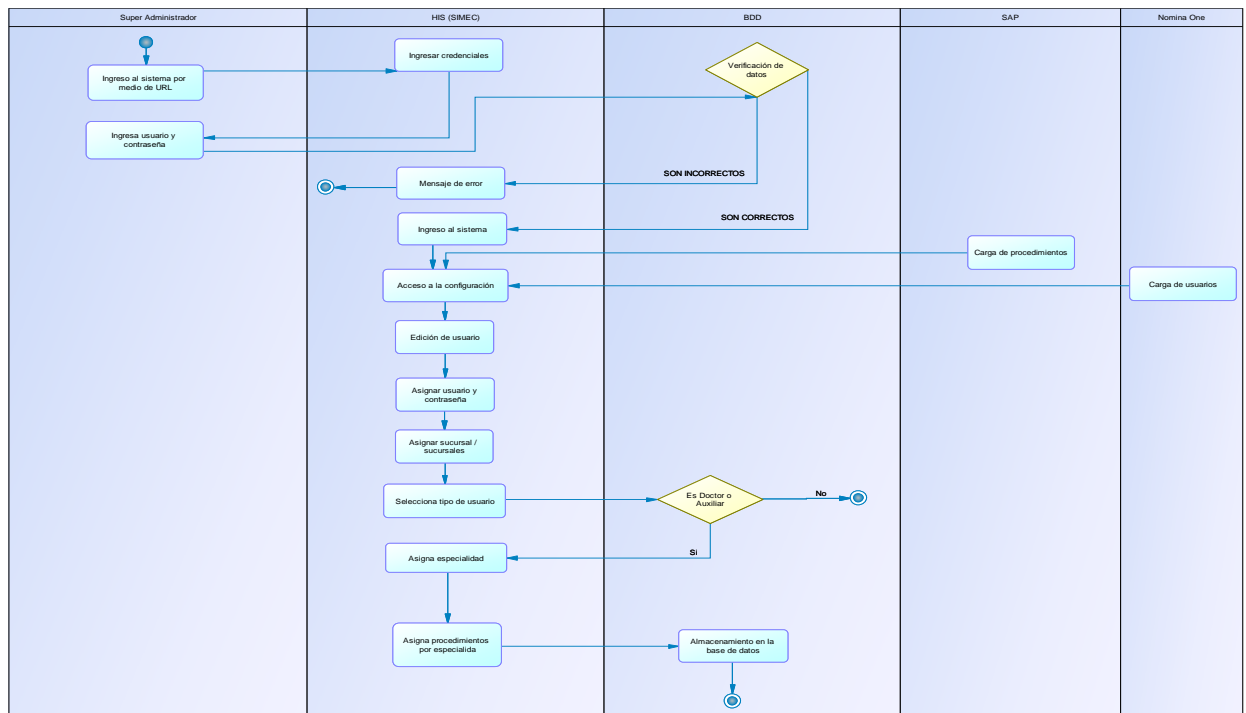 Super Administrador
HIS (SIMEC)
BDD
SAP
Nomina One
Ingresar credenciales
Verificación de
datos
Ingreso al sistema por
medio de URL
Ingresa usuario y
contraseña
SON INCORRECTOS
Mensaje de error
SON CORRECTOS
Ingreso al sistema
Carga de procedimientos
Acceso a la configuración
Carga de usuarios
Edición de usuario
Asignar usuario y
contraseña
Asignar sucursal /
sucursales
Selecciona tipo de usuario
Es Doctor o
Auxiliar
No
Si
Asigna especialidad
Asigna procedimientos
por especialida
Almacenamiento en la
base de datos